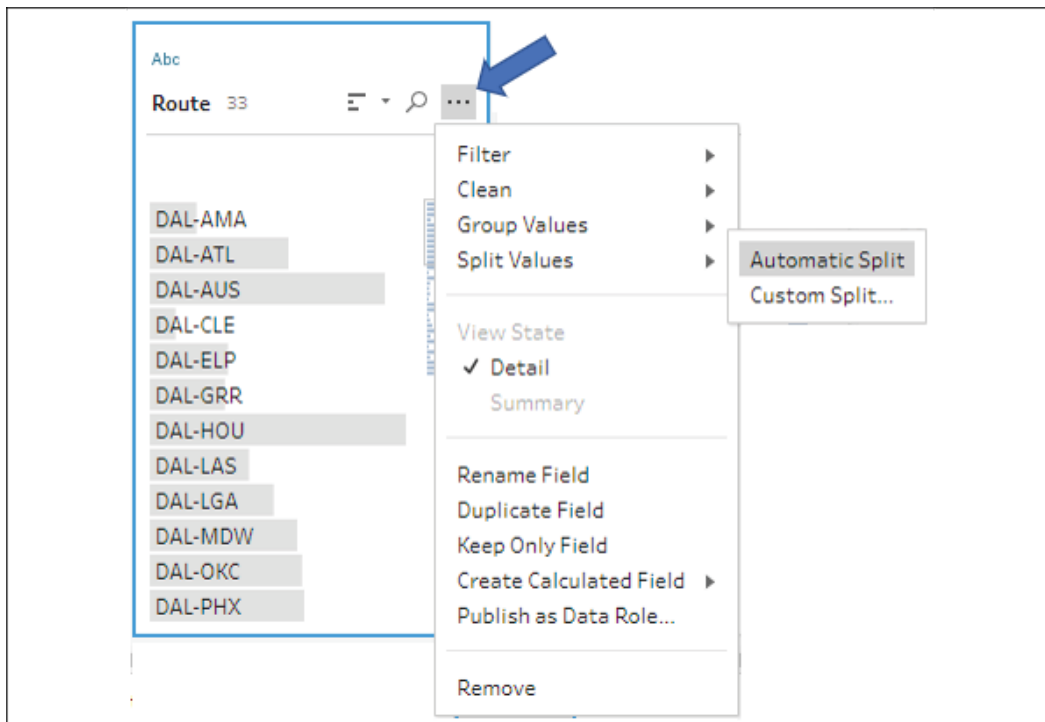 Abc
Route 33
...
DAL-AMA
DAL-ATL
DAL-AUS
DAL-CLE
DAL-ELP
DAL-GRR
DAL-HOU
DAL-LAS
DAL-LGA
DAL-MDW
DAL-OKC
DAL-PHX
Filter
Clean
Group Values
Split Values
Automatic Split
Custom Split...
View State
✓ Detail
Summary
Rename Field
Duplicate Field
Keep Only Field
Create Calculated Field
Publish as Data Role...
Remove